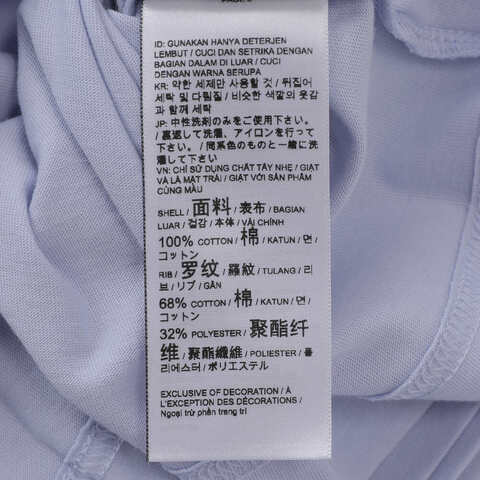 ID: GUNAKAN HANYA DETERJEN
LEMBUT / CUCI DAN SETRIKA DENGAN
BAGIAN DALAM DI LUAR / CUCI
DENGAN WARNA SERUPA
KR: 약한 세제만 사용할 것 / 뒤집어
세탁 및 다림질 / 비슷한 색깔의 옷감
과 함께 세탁
JP: 中性洗剤のみをご使用下さい。
/ 裏返して洗濯、アイロンを行って下
さい。 / 同系色のものと一緒に洗濯
VN: CHỈ SỬ DỤNG CHẤT TẨY NHẸ / GIẶT
VÀ LÀ MẶT TRÁI / GIẶT VỚI SẢN PHẨM
CÙNG MÀU
SHELL / 面料 / 表布 / BAGIAN
LUAR / 겉감 / 本体 / VẢI CHÍNH
100% COTTON / 棉 / KATUN / 면 /
コットン
RIB / 罗纹 / 羅紋 / TULANG / 리
브 / リブ / GÂN
68% COTTON / 棉 / KATUN / 면 /
コットン
32% POLYESTER / 聚酯纤
维 / 聚酯纖維 / POLIESTER / 폴
리에스터 / ポリエステル
EXCLUSIVE OF DECORATION / À
L'EXCEPTION DES DÉCORATIONS /
Ngoại trừ phần trang trí